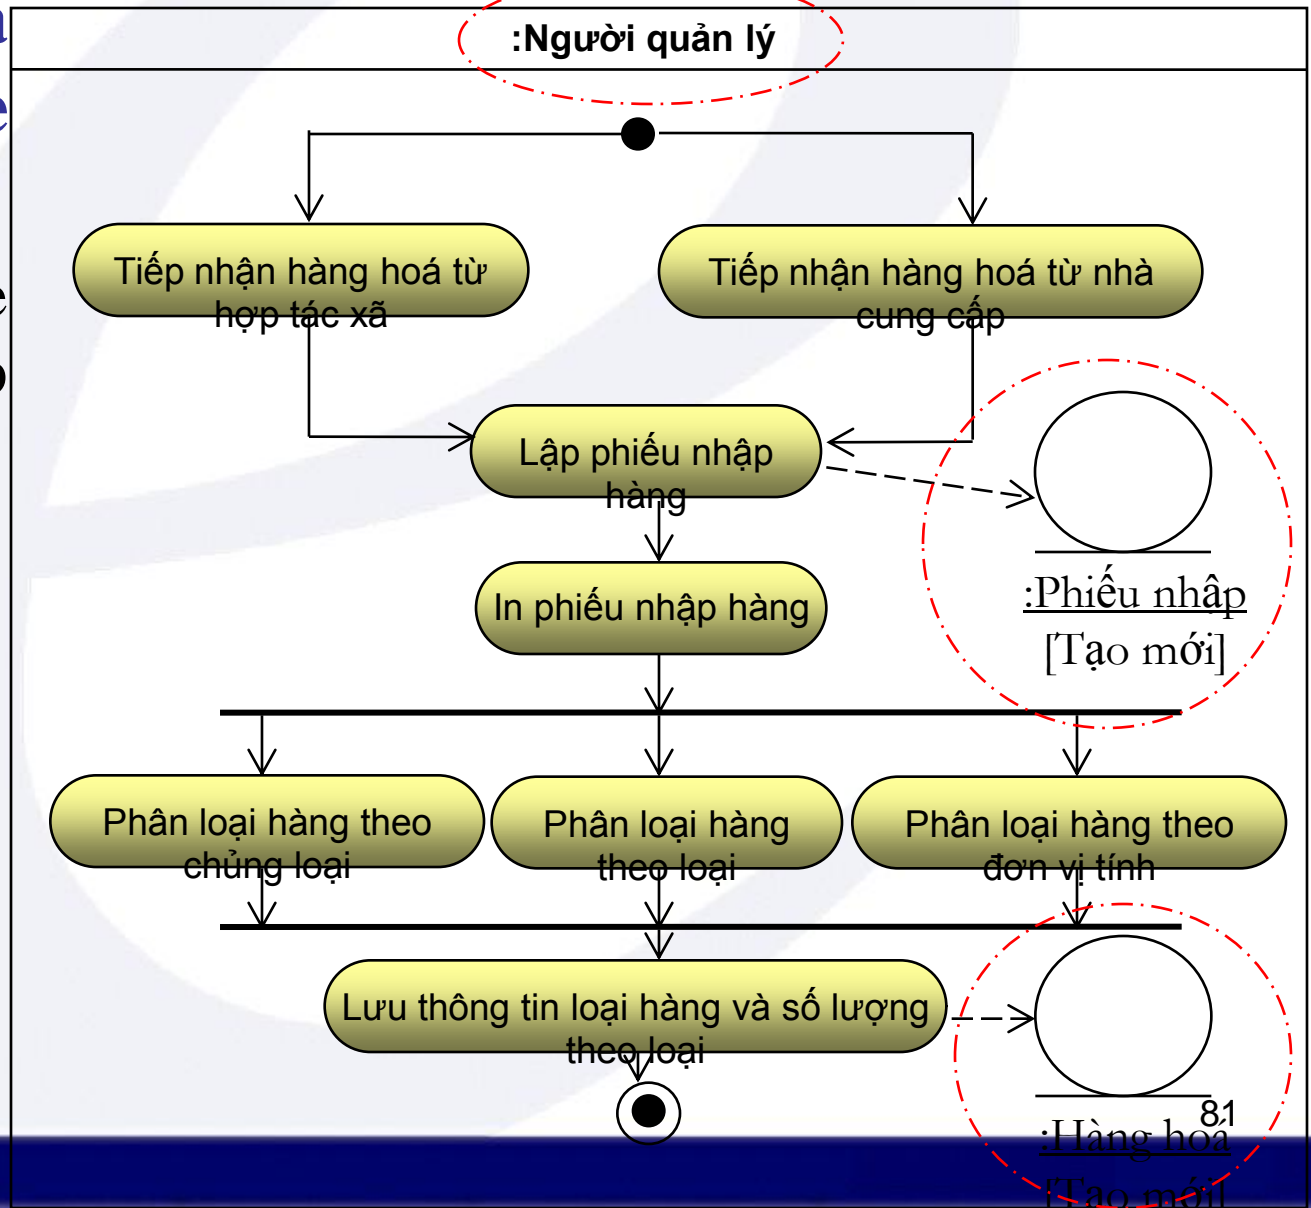 :Người quản lý
Tiếp nhận hàng hoá từ
hợp tác xã
Tiếp nhận hàng hoá từ nhà
cung cấp
Lập phiếu nhập
hàng
:Phiếu nhập
[Tạo mới]
In phiếu nhập hàng
Phân loại hàng theo
chủng loại
Phân loại hàng
theo loại
Phân loại hàng theo
đơn vị tính
Lưu thông tin loại hàng và số lượng
theo loại
81
:Hàng hoá
[Tạo mới]